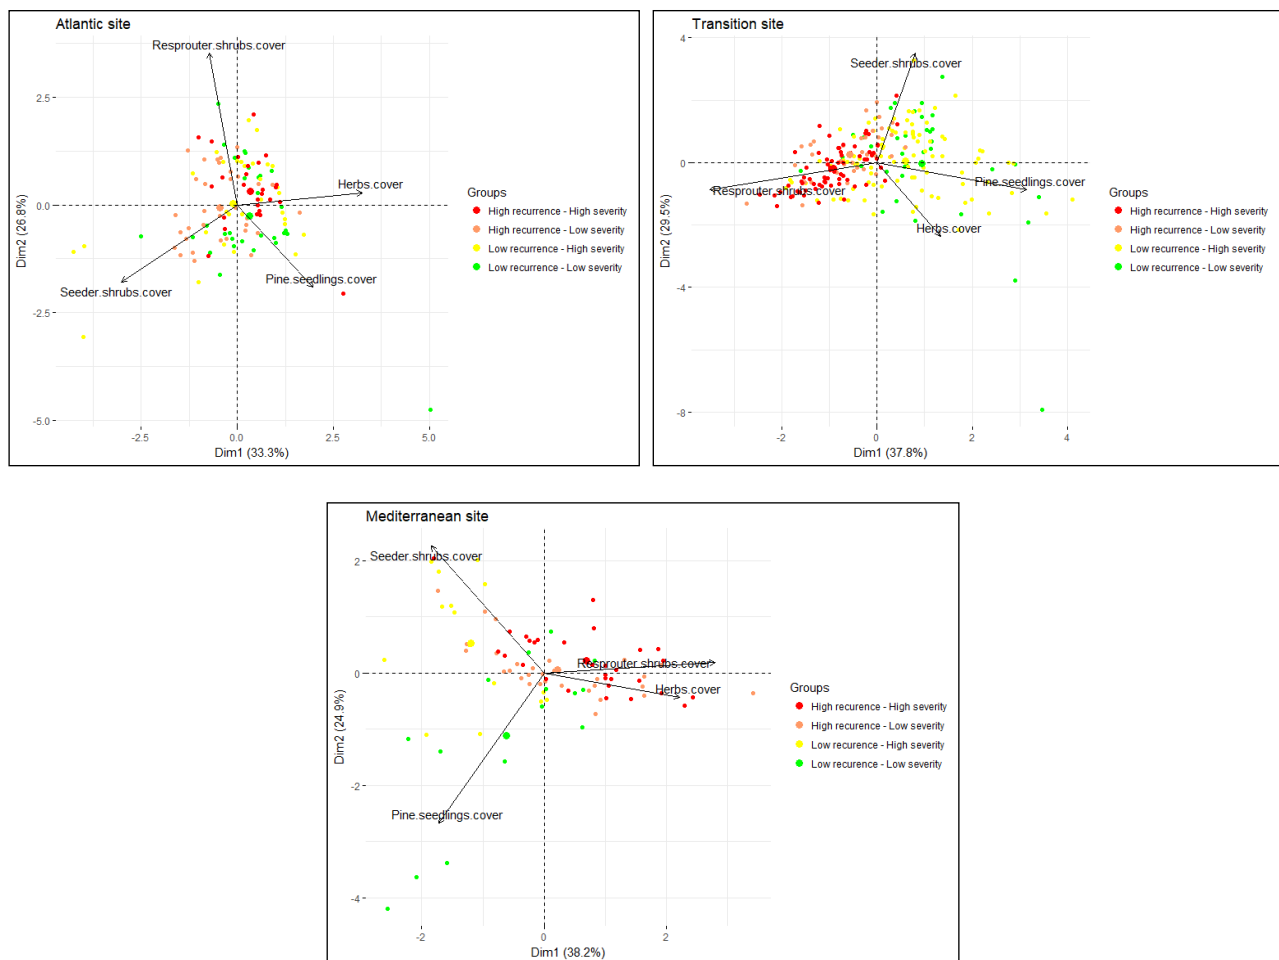 Atlantic site
Resprouter.shrubs.cover
2.5
Herbs.cover
0.0
Pine.seedlings.cover
Seeder.shrubs.cover
-2.5
-5.0
Dim2 (26.8%)
-2.5
0.0
2.5
5.0
Dim1 (33.3%)
Groups
High recurrence - High severity
High recurrence - Low severity
Low recurrence - High severity
Low recurrence - Low severity
Transition site
4
Seeder.shrubs.cover
0
Pine.seedlings.cover
Resprouter.shrubs.cover
Herbs.cover
-4
-8
Dim2 (29.5%)
-2
0
2
4
Dim1 (37.8%)
Groups
High recurrence - High severity
High recurrence - Low severity
Low recurrence - High severity
Low recurrence - Low severity
Mediterranean site
Seeder.shrubs.cover
2
Resprouter.shrubs.cover
0
Herbs.cover
-2
Pine.seedlings.cover
-4
Dim2 (24.9%)
-2
0
2
Dim1 (38.2%)
Groups
High recurence - High severity
High recurence - Low severity
Low recurence - High severity
Low recurence - Low severity